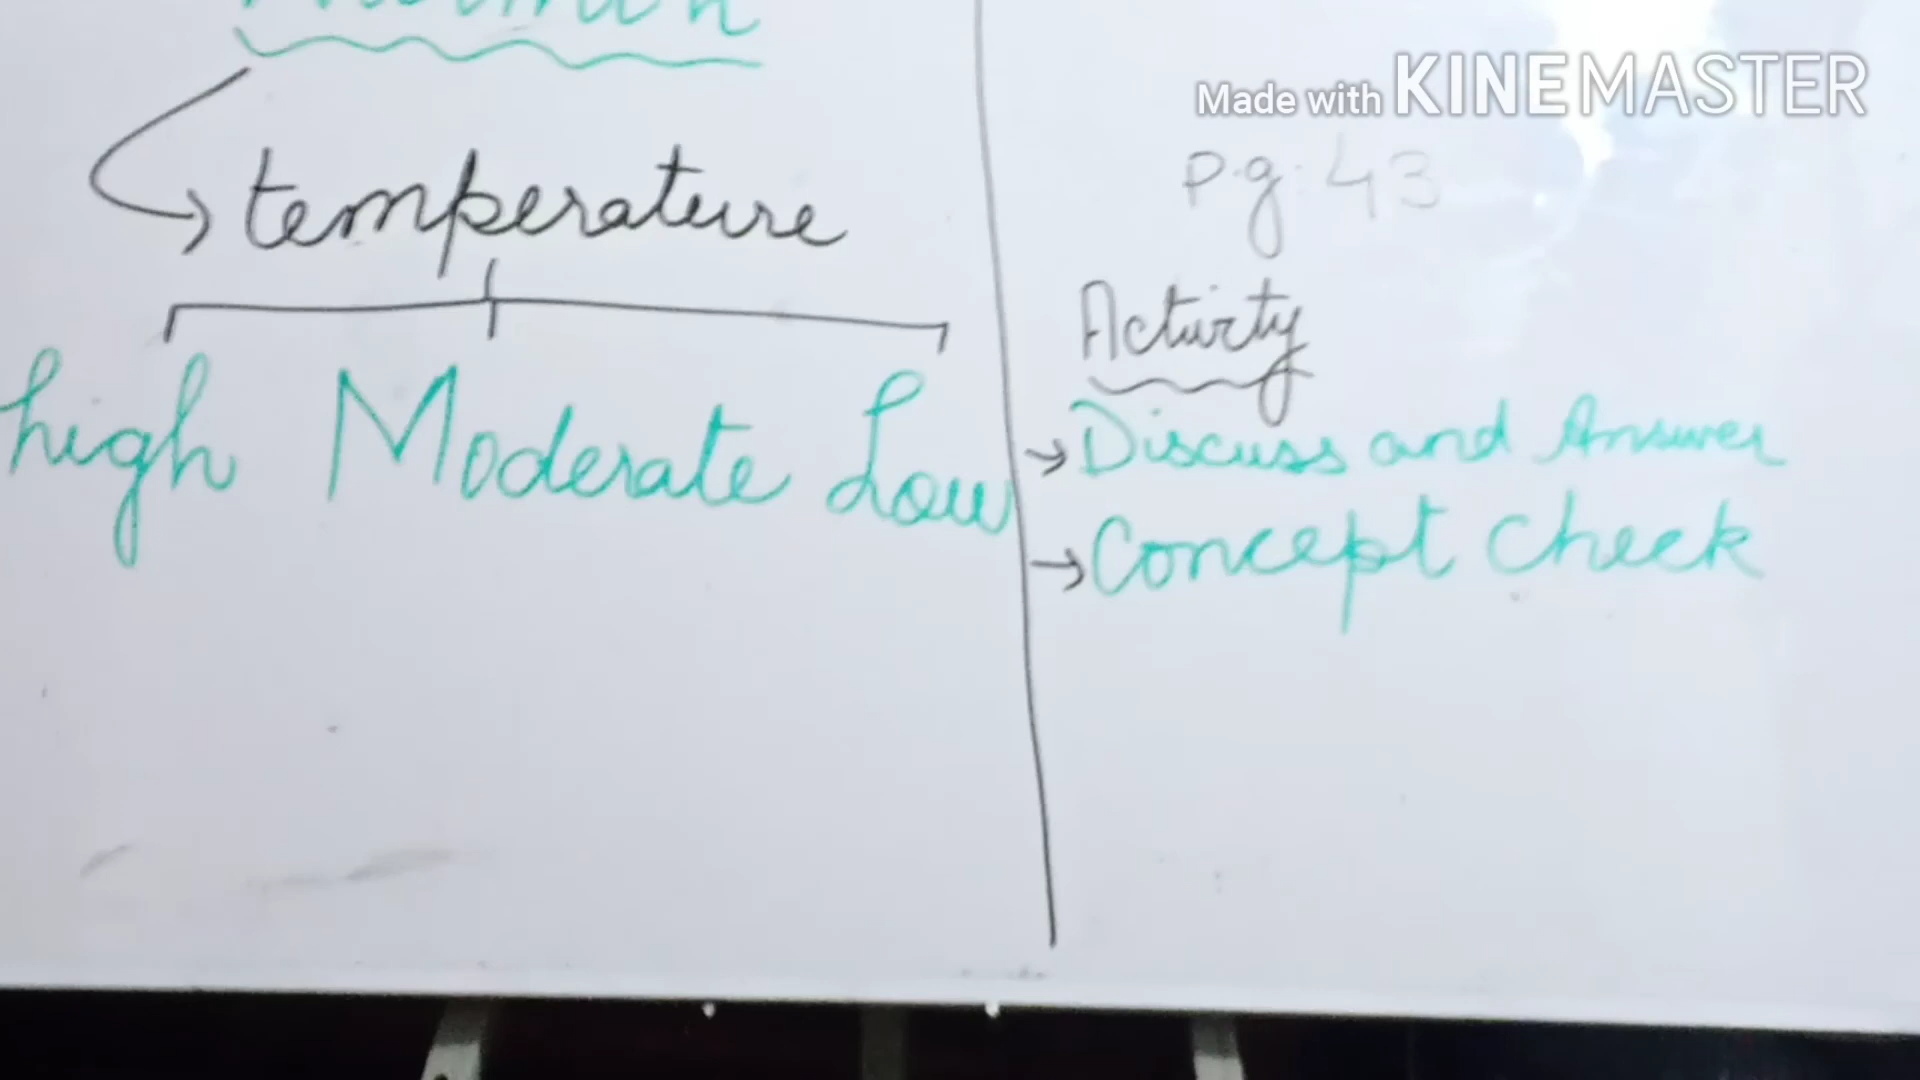 temperature
high Moderate Low
Made with KINEMASTER
P.g: 43
Activity
→ Discuss and Answer
→ Concept check